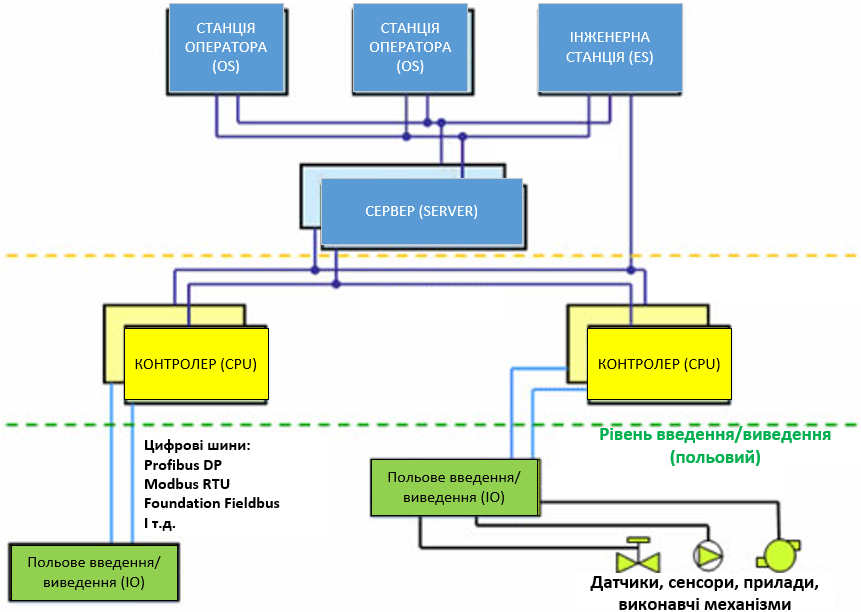 СТАНЦІЯ
ОПЕРАТОРА
(OS)
СТАНЦІЯ
ОПЕРАТОРА
(OS)
ІНЖЕНЕРНА
СТАНЦІЯ (ES)
СЕРВЕР (SERVER)
КОНТРОЛЕР (CPU)
КОНТРОЛЕР (CPU)
Рівень введення/виведення
(польовий)
Цифрові шини:
Profibus DP
Modbus RTU
Foundation Fieldbus
І т.д.
Польове введення/
виведення (IO)
Польове введення/
виведення (IO)
Датчики, сенсори, прилади,
виконавчі механізми